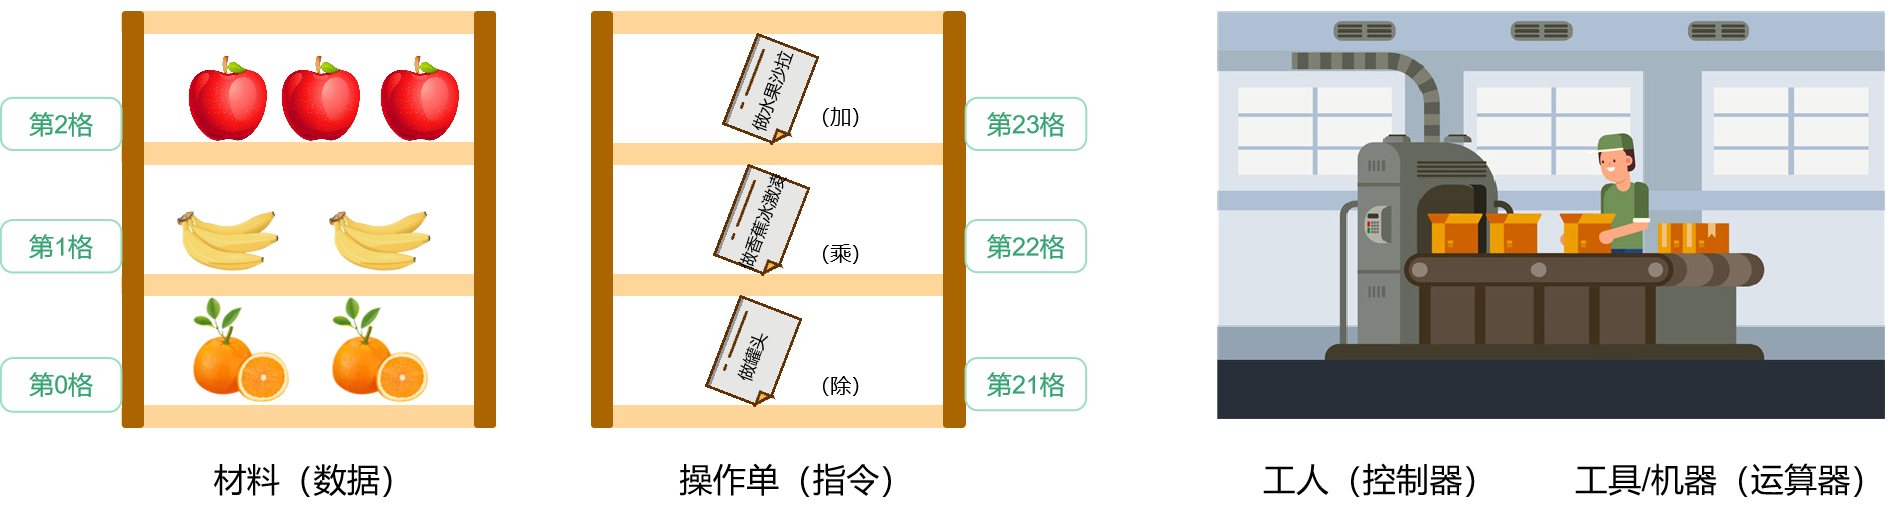 第2格
第1格
第0格
做水果沙拉
（加）
做香蕉冰激凌
（乘）
做罐头
（除）
第23格
第22格
第21格
材料（数据）
操作单（指令）
工人（控制器）
工具/机器（运算器）